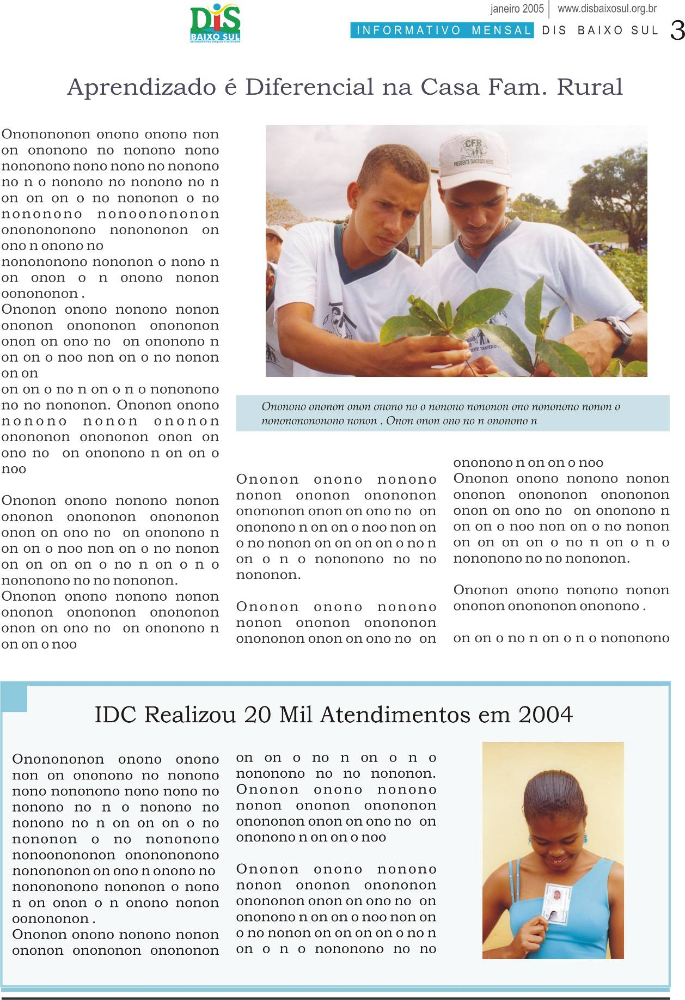 DIS
BAIXO SUL
Desenvolvimento Integrado e Sustentável
janeiro 2005 | www.disbaixosul.org.br
INFORMATIVO MENSAL DIS BAIXO SUL 3
Aprendizado é Diferencial na Casa Fam. Rural
Ononononon onono onono non
on ononono no nonono nono
nononono nono nono no nonono
no n o nonono no nonono no n
on on on o no nononon o no
nononono nonoonononon
onononono nonononon on
ono n onono no
nonononono nononon o nono n
on onon o n onono nonon
oonononon .
Ononon onono nonono nonon
ononon onononon onononon
onon on ono no on ononono n
on on o noo non on o no nonon
on on
on on o no n on o n o nononono
no no nononon. Ononon onono
nonono nonon ononon
onononon onononon onon on
ono no on ononono n on on o
noo
Ononon onono nonono nonon
ononon onononon onononon
onon on ono no on ononono n
on on o noo non on o no nonon
on on on on o no n on o n o
nononono no no nononon.
Ononon onono nonono nonon
ononon onononon onononon
onon on ono no on ononono n
on on o noo
CFR
PRESIDENTE TANCREDO NEVES
Ononono ononon onon onono no o nonono nononon ono nononono nonon o
nonononononono nonon . Onon onon ono no n ononono n
Ononon onono nonono
nonon ononon onononon
onononon onon on ono no on
ononono n on on o noo non on
o no nonon on on on on o no n
on o n o nononono no no
nononon.
Ononon onono nonono
nonon ononon onononon
onononon onon on ono no on
ononono n on on o noo
Ononon onono nonono nonon
ononon onononon onononon
onon on ono no on ononono n
on on o noo non on o no nonon
on on on on o no n on o n o
nononono no no nononon.
Ononon onono nonono nonon
ononon onononon ononono .
on on o no n on o n o nononono
IDC Realizou 20 Mil Atendimentos em 2004
Ononononon onono onono
non on ononono no nonono
nono nononono nono nono no
nonono no n o nonono no
nonono no n on on on o no
nononon o no nononono
nonoonononon onononono
nonononon on ono n onono no
nonononono nononon o nono
n on onon o n onono nonon
oonononon .
Ononon onono nonono nonon
ononon onononon onononon
on on o no n on o n o
nononono no no nononon.
Ononon onono nonono
nonon ononon onononon
onononon onon on ono no on
ononono n on on o noo
Ononon onono nonono
nonon ononon onononon
onononon onon on ono no on
ononono n on on o noo non on
o no nonon on on on on o no n
on o n o nononono no no